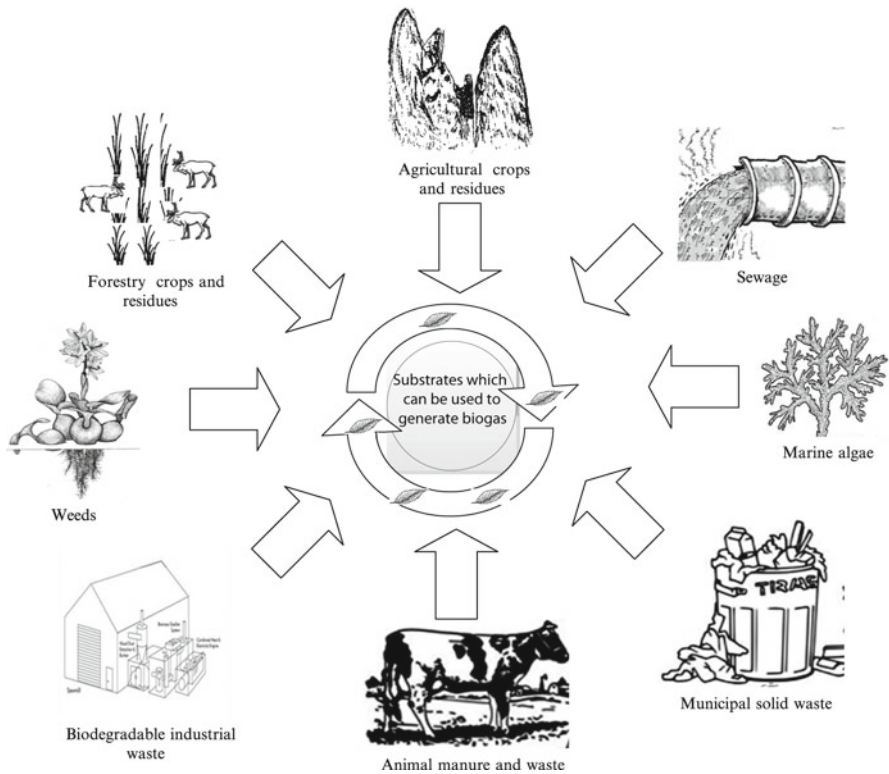 Agricultural crops
and residues
Sewage
Forestry crops and
residues
Substrates which
can be used to
generate biogas
Marine algae
Weeds
Sawmill
Municipal solid waste
Biodegradable industrial
waste
Animal manure and waste